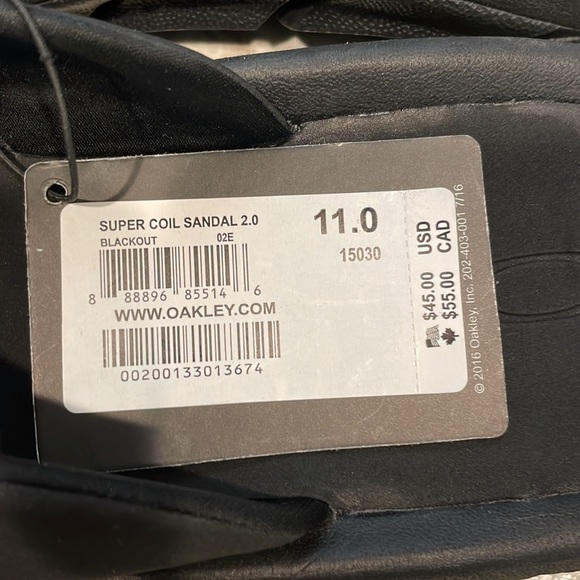 SUPER COIL SANDAL 2.0
11.0
BLACKOUT 02E
15030
8 88896 85514 6
WWW.OAKLEY.COM
00200133013674
$45.00 USD
$55.00 CAD
© 2016 Oakley, Inc. 202-403-001 7/16